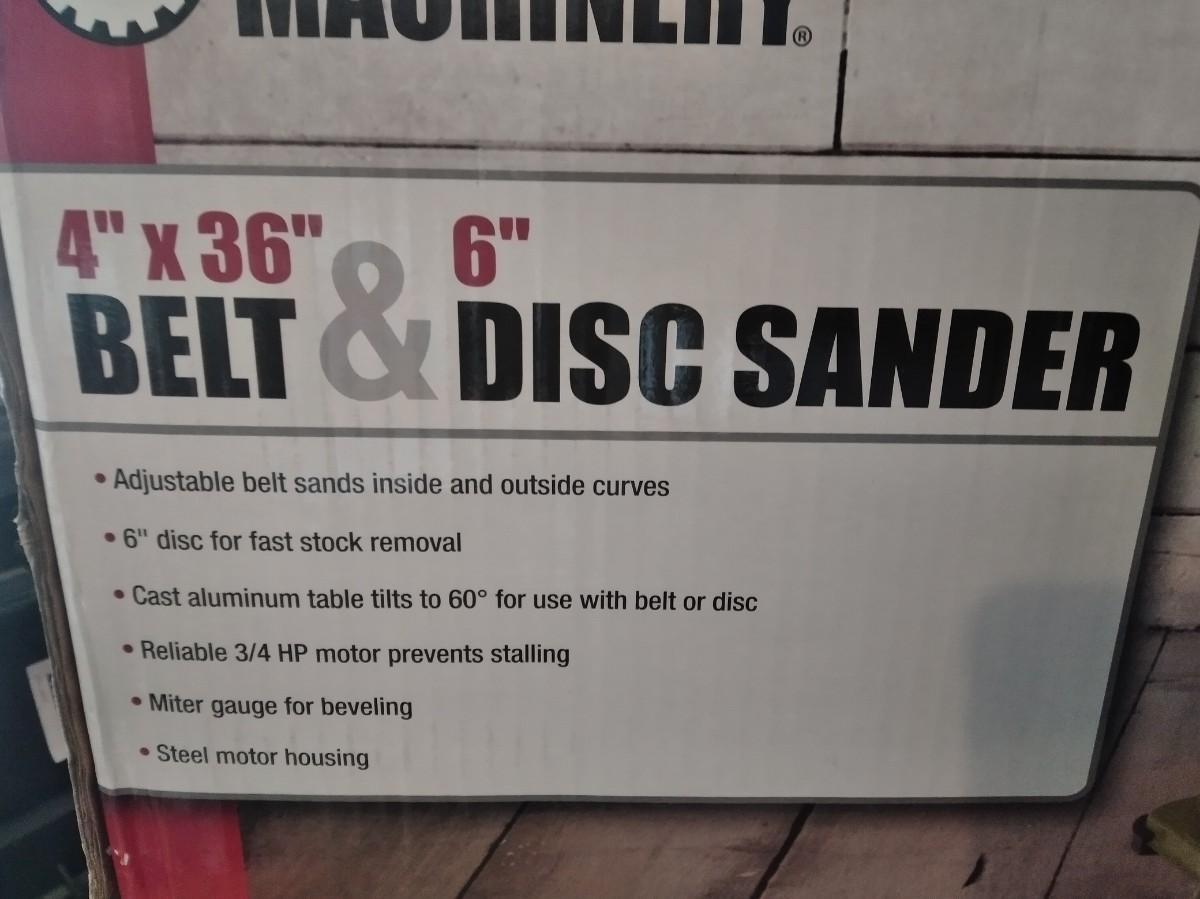 MACHINERY®
4" x 36" & 6"
BELT DISC SANDER
• Adjustable belt sands inside and outside curves
• 6" disc for fast stock removal
• Cast aluminum table tilts to 60° for use with belt or disc
• Reliable 3/4 HP motor prevents stalling
• Miter gauge for beveling
• Steel motor housing